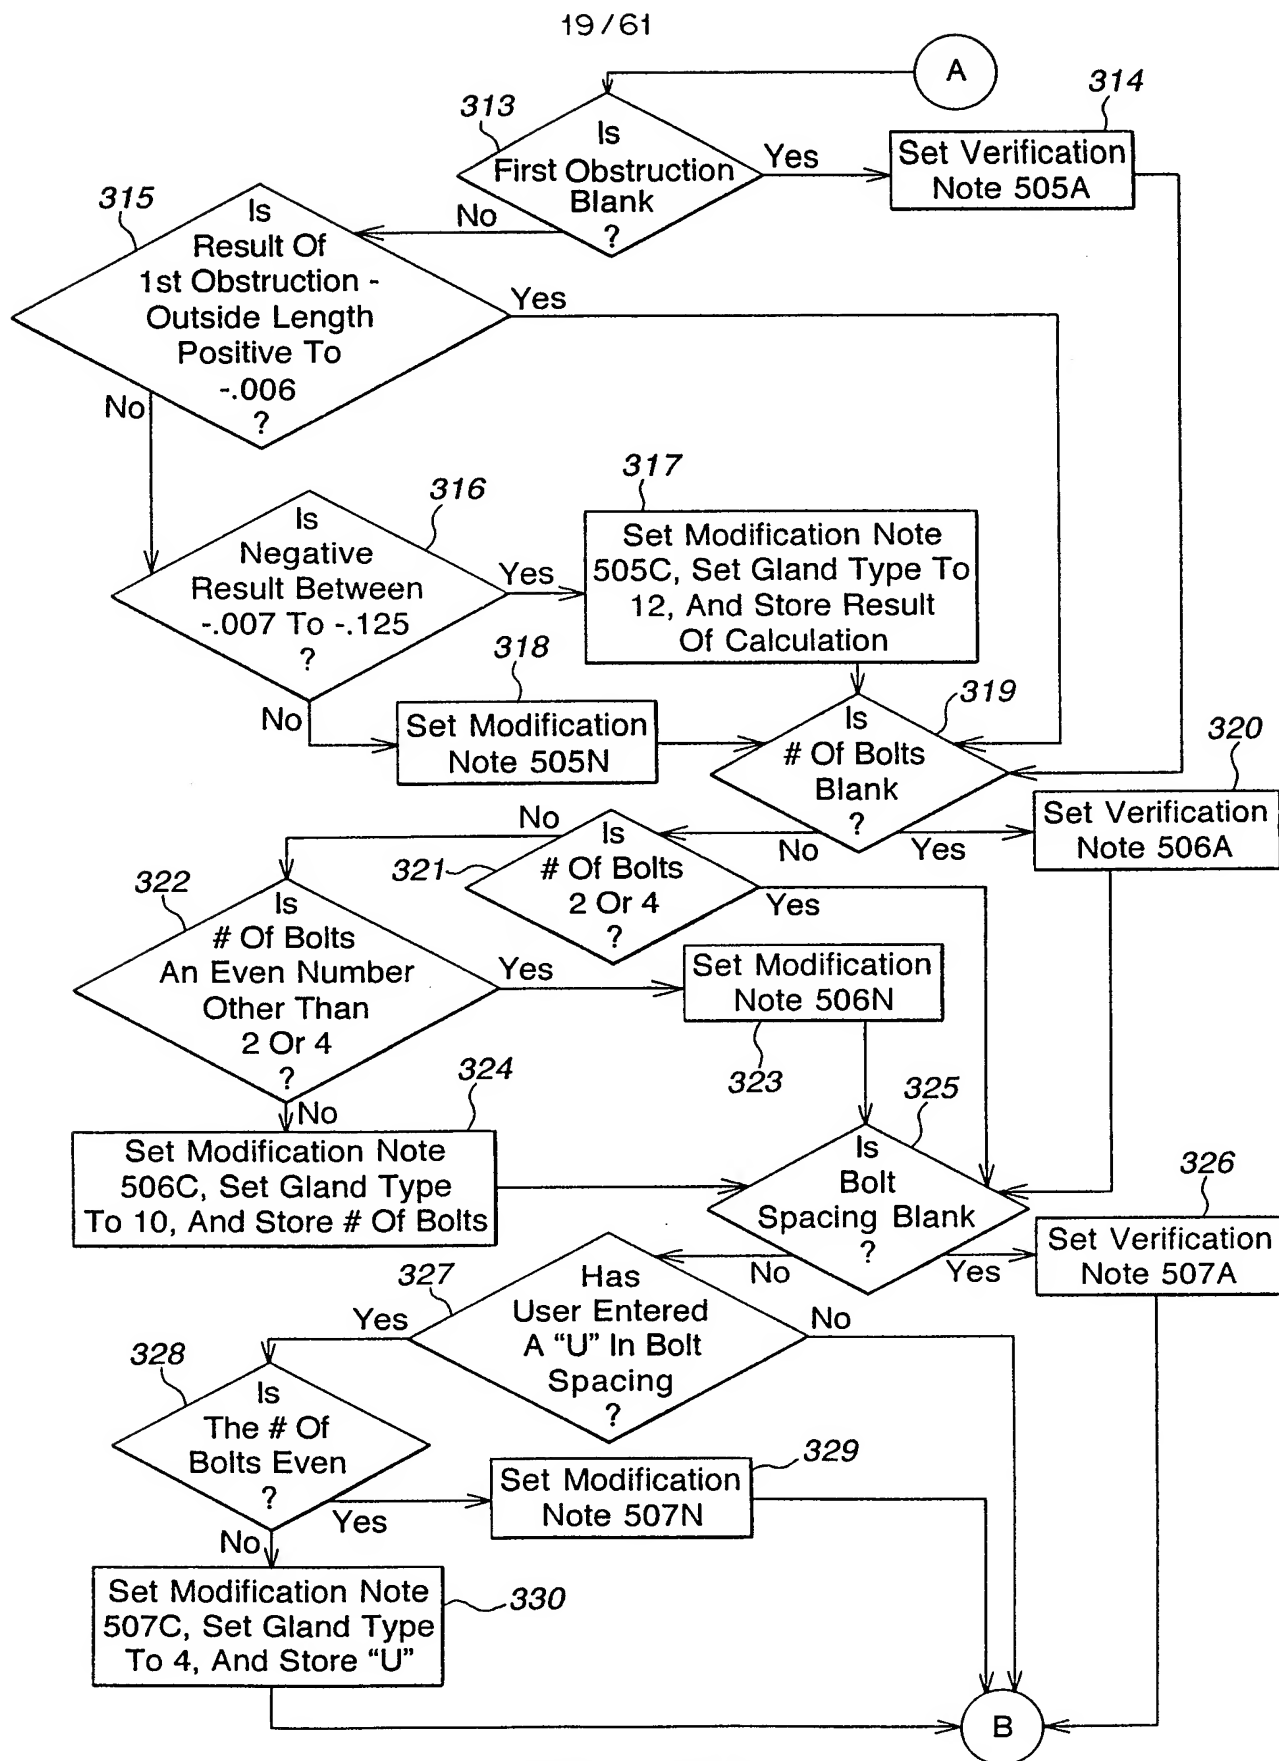 19/61
A
313
Is
First Obstruction
Blank
?
Yes
No
314
Set Verification
Note 505A
315
Is
Result Of
1st Obstruction -
Outside Length
Positive To
-.006
?
Yes
No
316
Is
Negative
Result Between
-.007 To -.125
?
Yes
No
317
Set Modification Note
505C, Set Gland Type To
12, And Store Result
Of Calculation
318
Set Modification
Note 505N
319
Is
# Of Bolts
Blank
?
No
Yes
320
Set Verification
Note 506A
321
Is
# Of Bolts
2 Or 4
?
No
Yes
322
Is
# Of Bolts
An Even Number
Other Than
2 Or 4
?
Yes
No
Set Modification
Note 506N
323
324
Set Modification Note
506C, Set Gland Type
To 10, And Store # Of Bolts
325
Is
Bolt
Spacing Blank
?
No
Yes
326
Set Verification
Note 507A
327
Has
User Entered
A “U” In Bolt
Spacing
?
Yes
No
328
Is
The # Of
Bolts Even
?
Yes
No
329
Set Modification
Note 507N
Set Modification Note
507C, Set Gland Type
To 4, And Store “U”
330
B